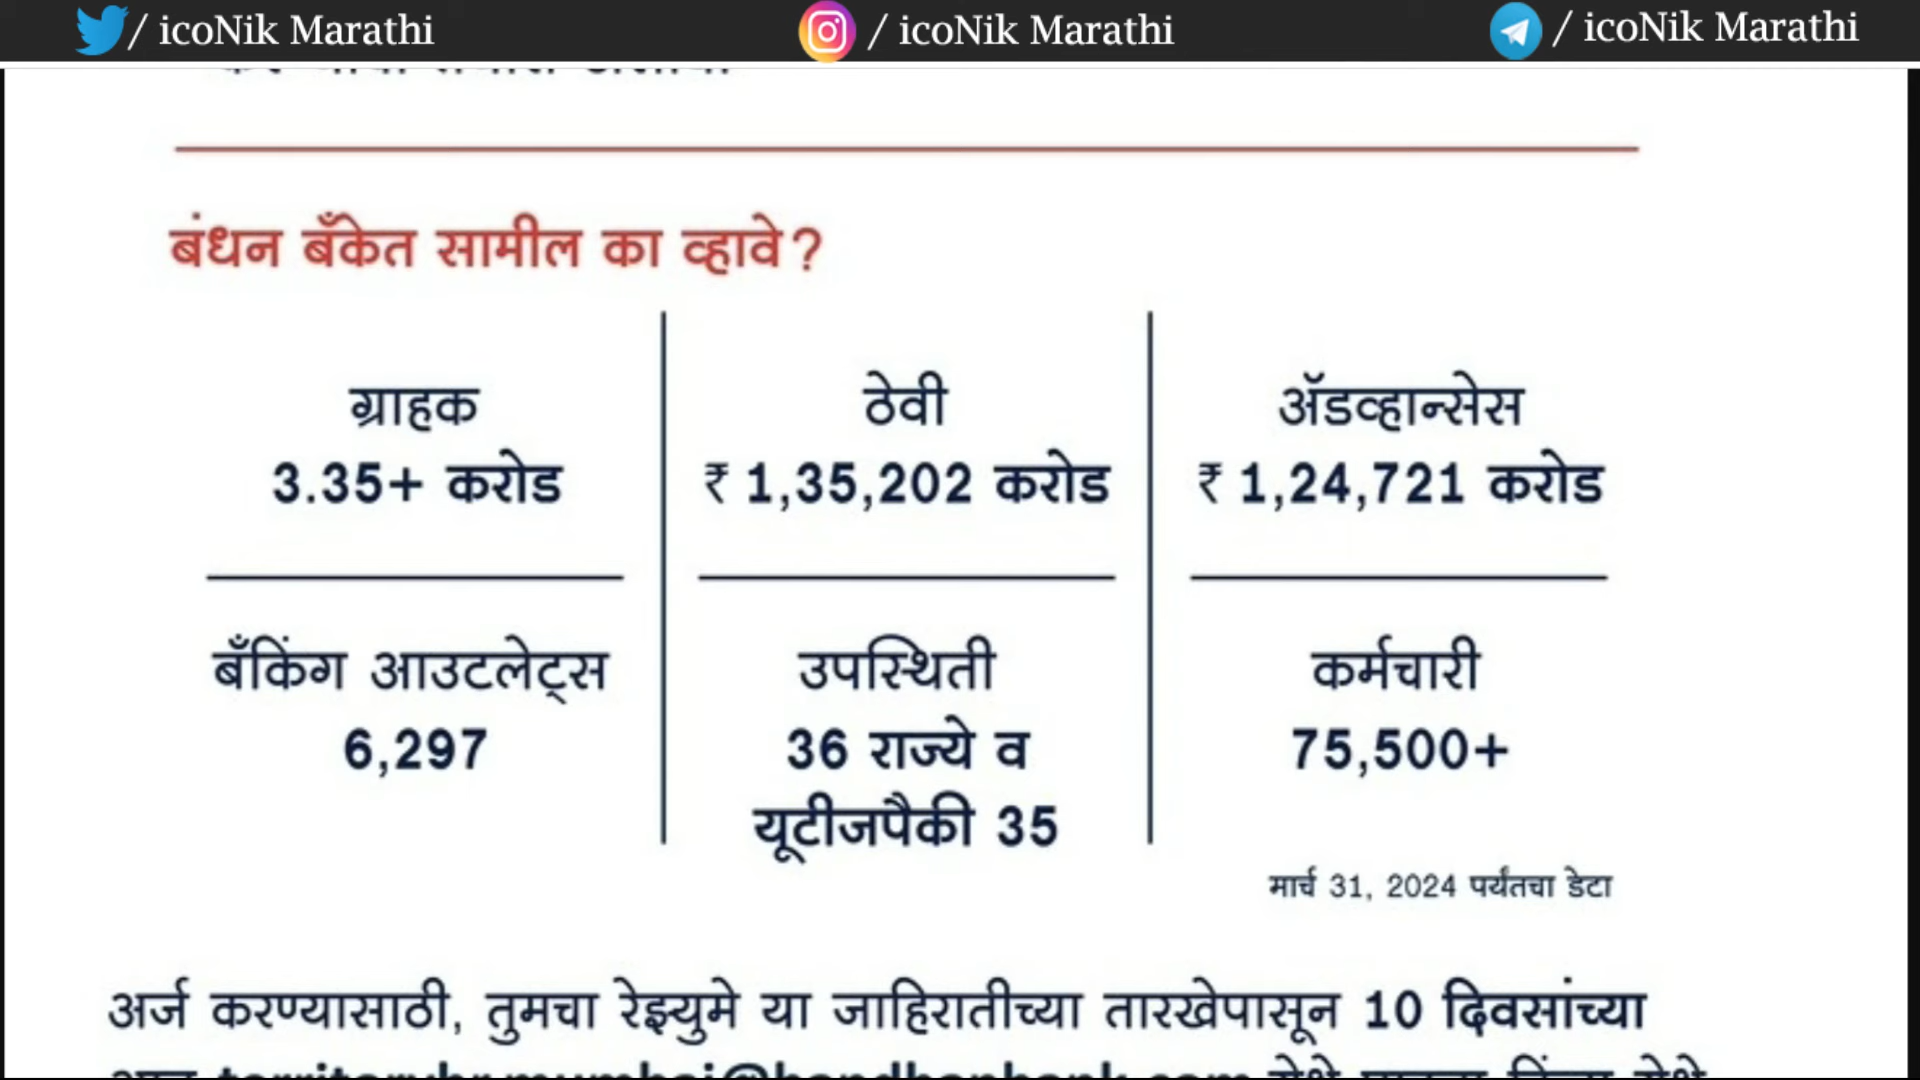 / icoNik Marathi
/ icoNik Marathi
/ icoNik Marathi
बंधन बँकेत सामील का व्हावे?
ग्राहक
3.35+ करोड
ठेवी
₹ 1,35,202 करोड
ॲडव्हान्सेस
₹ 1,24,721 करोड
बँकिंग आउटलेट्स
6,297
उपस्थिती
36 राज्ये व
यूटीजपैकी 35
कर्मचारी
75,500+
मार्च 31, 2024 पर्यंतचा डेटा
अर्ज करण्यासाठी, तुमचा रेझ्युमे या जाहिरातीच्या तारखेपासून 10 दिवसांच्या